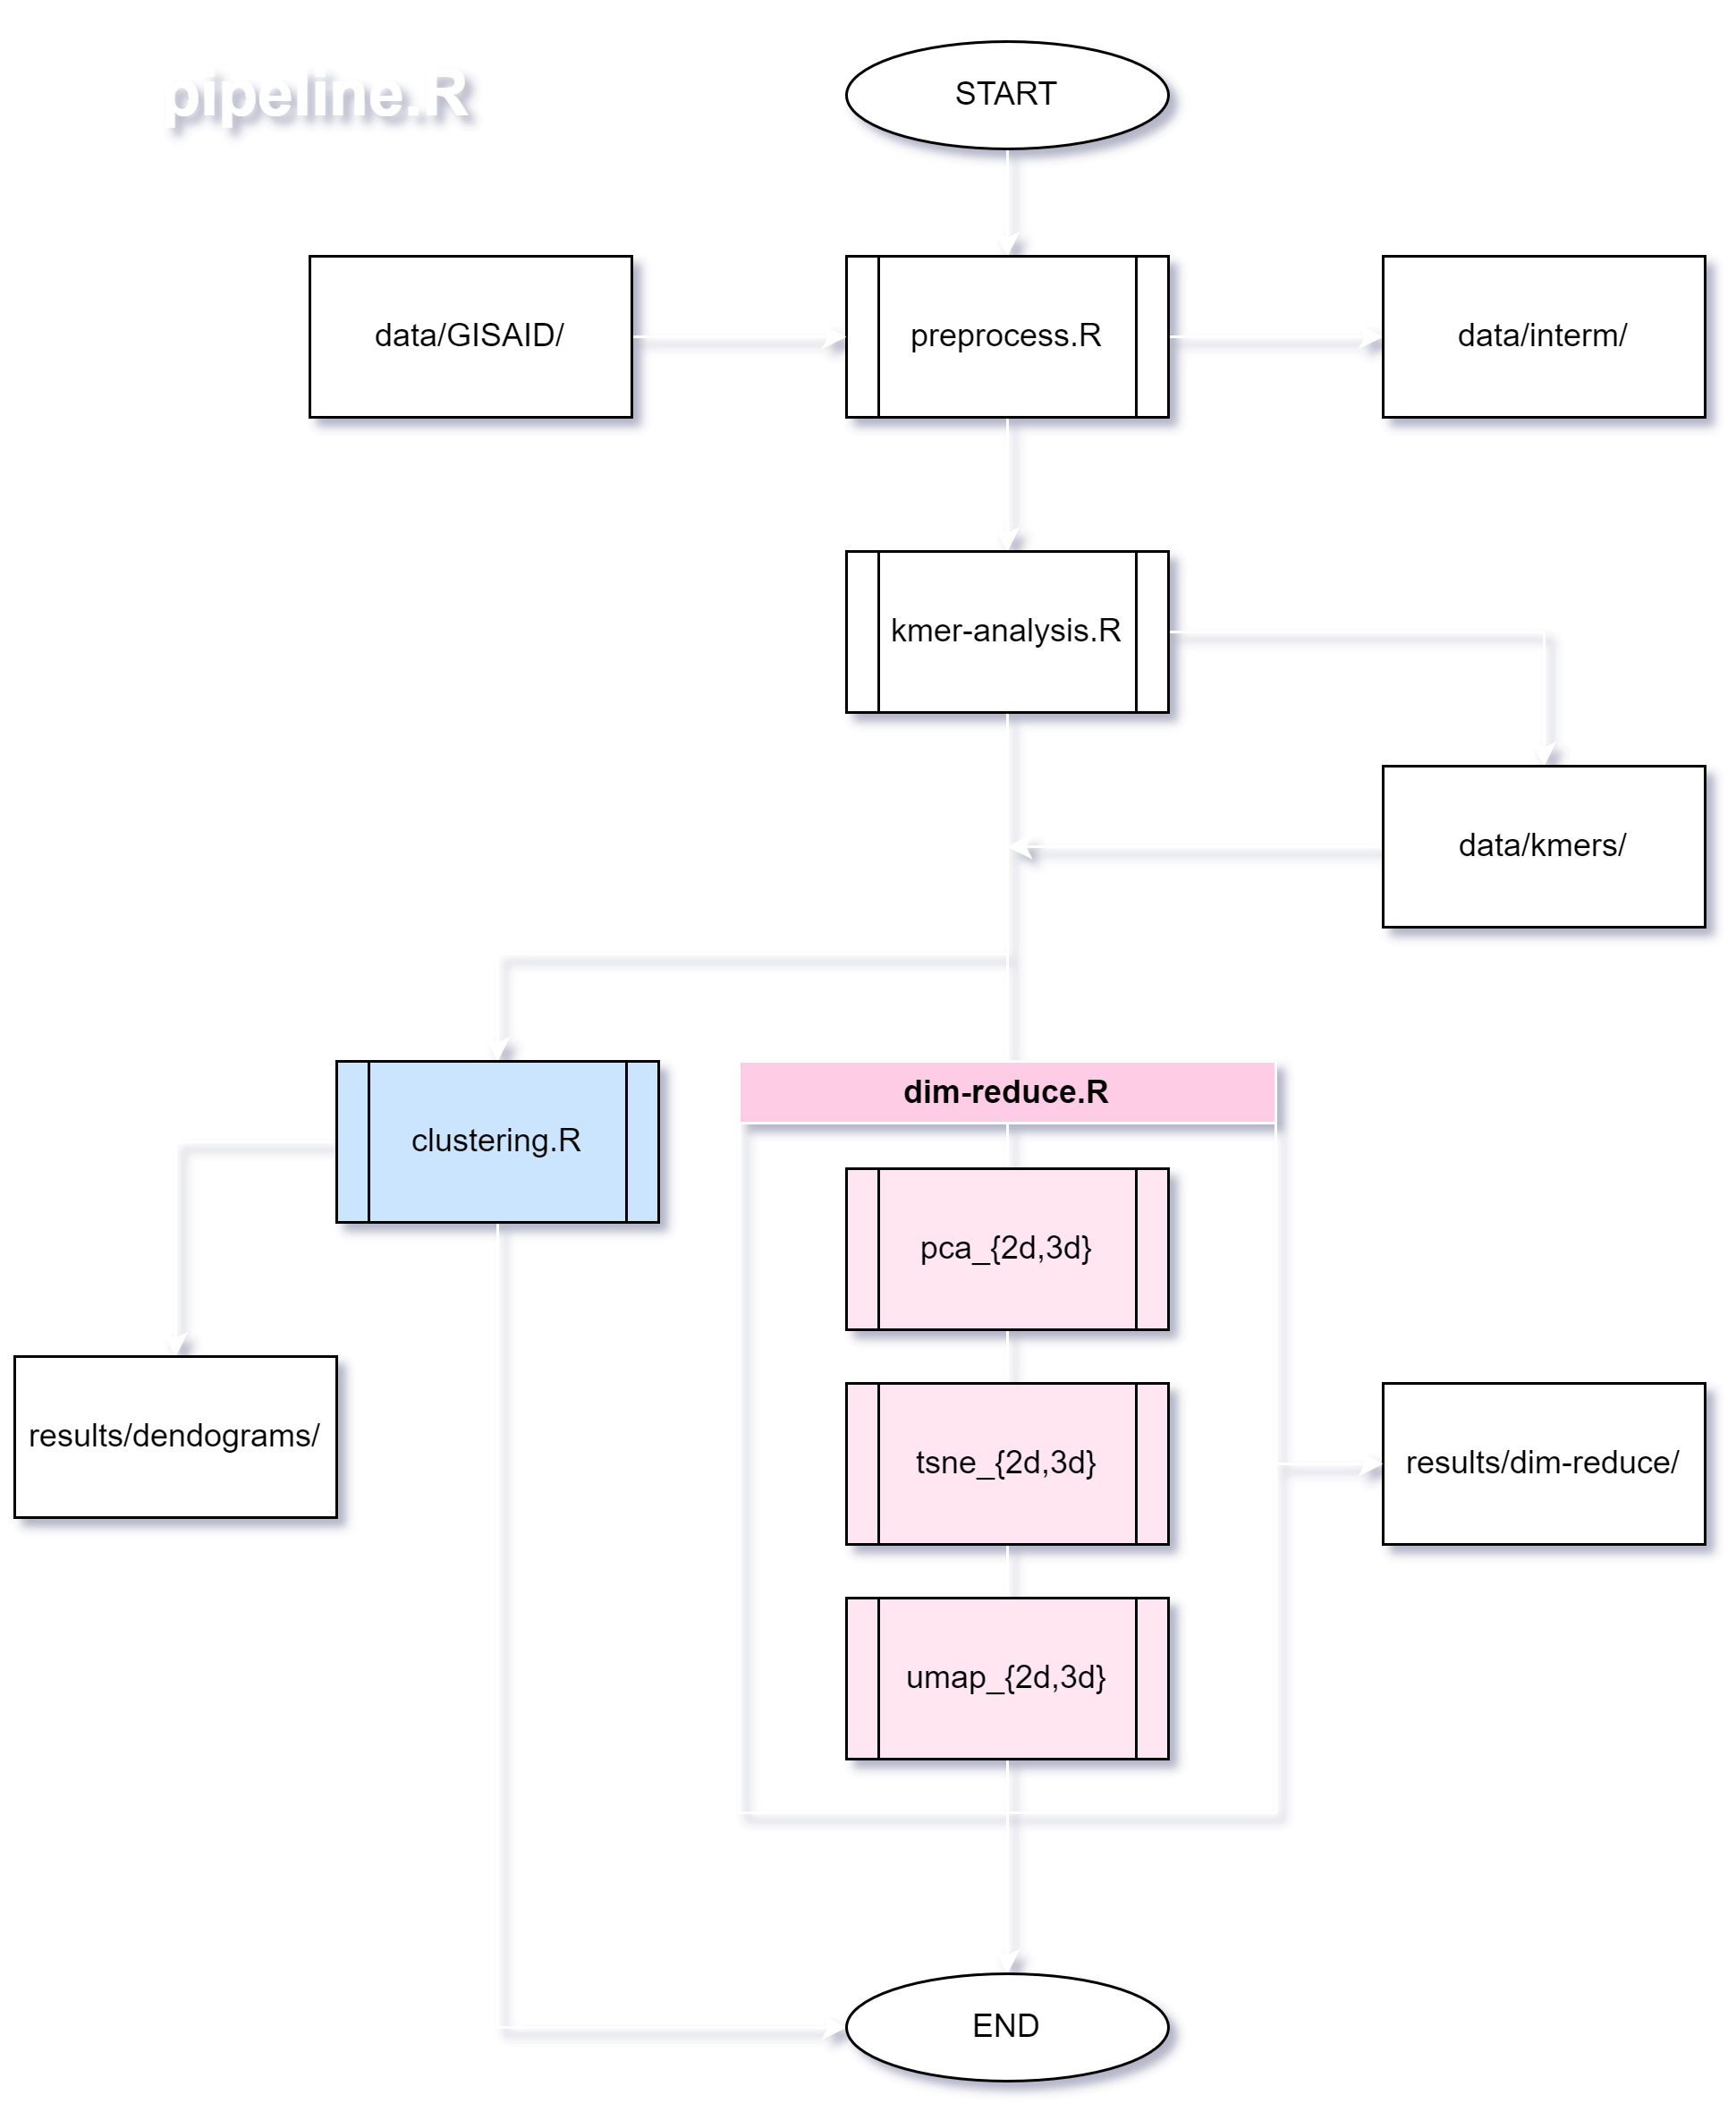 pipeline.R
START
data/GISAID/
preprocess.R
data/interm/
kmer-analysis.R
data/kmers/
clustering.R
dim-reduce.R
pca_{2d,3d}
results/dendograms/
tsne_{2d,3d}
results/dim-reduce/
umap_{2d,3d}
END